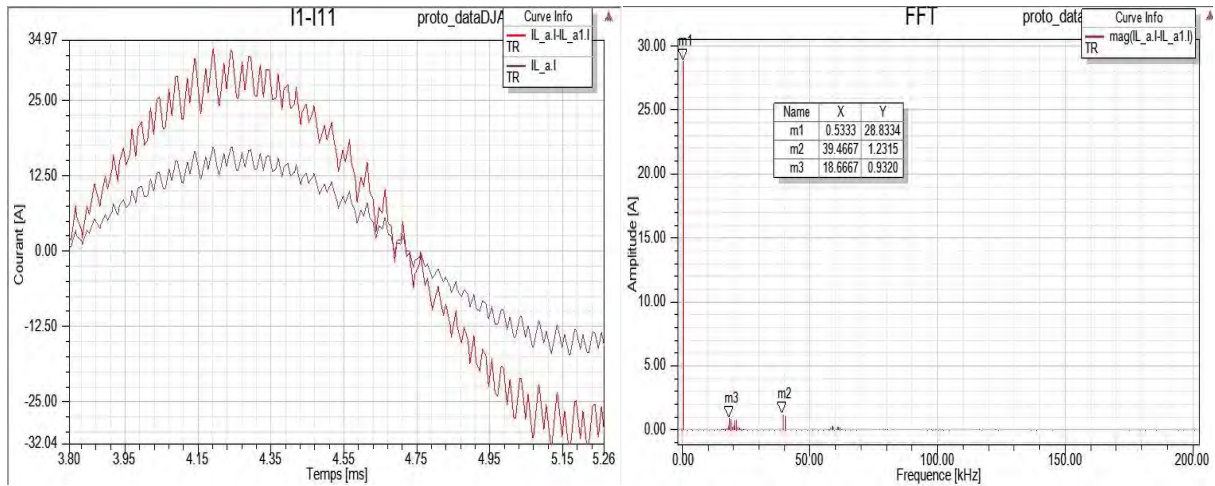 I1-I11
proto_dataDJA
Curve Info
IL_a.I-IL_a1.I
TR
IL_a.I
TR
34.97
25.00
12.50
0.00
-12.50
-25.00
-32.04
Courant [A]
3.80
3.95
4.15
4.35
4.55
4.75
4.95
5.15
5.26
Temps [ms]
FFT
proto_data
Curve Info
mag(IL_a.I-IL_a1.I)
TR
30.00
25.00
20.00
15.00
30.00
5.00
0.00
Amplitude [A]
m1
Name X Y
m1 0.5333 28.8334
m2 39.4667 1.2315
m3 18.6667 0.9320
m3
m2
0.00
50.00
100.00
150.00
200.00
Frequence [kHz]